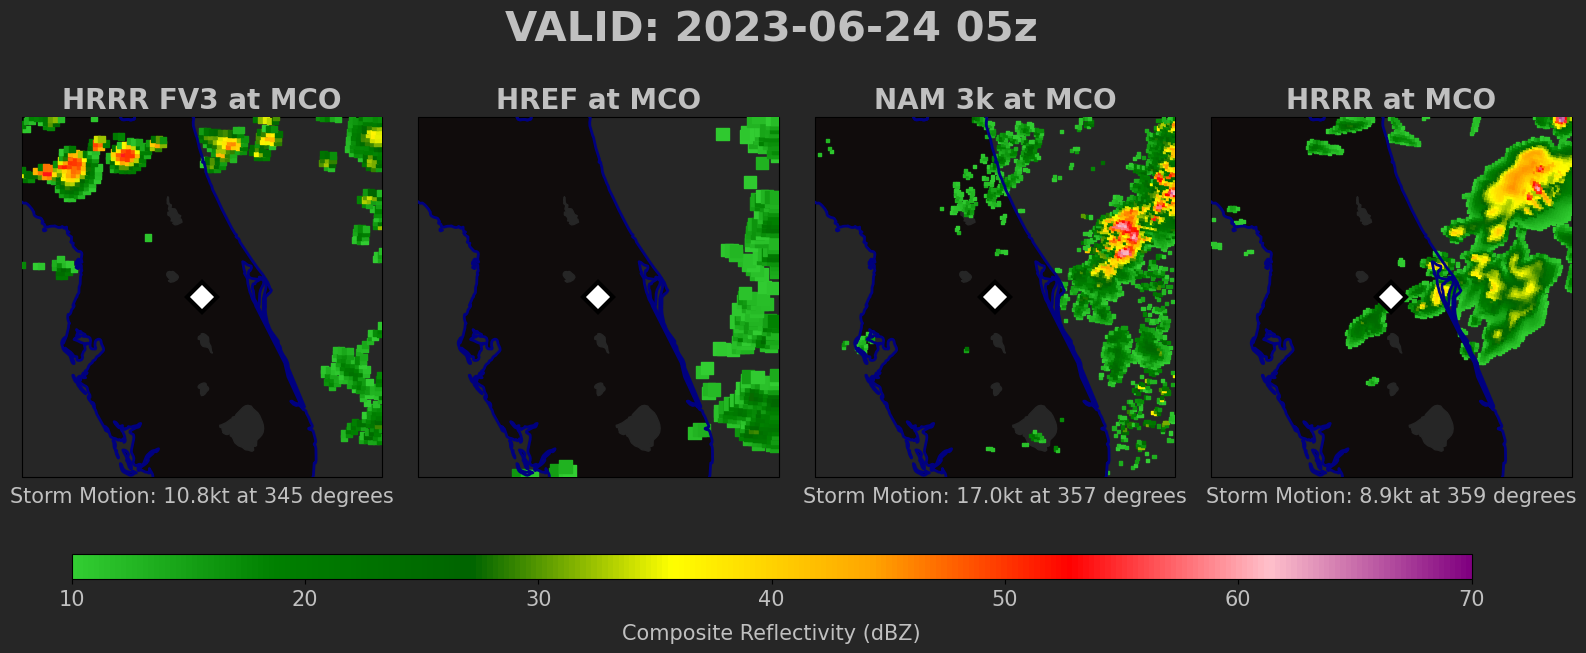 VALID: 2023-06-24 05z
HRRR FV3 at MCO
HREF at MCO
NAM 3k at MCO
HRRR at MCO
Storm Motion: 10.8kt at 345 degrees
Storm Motion: 17.0kt at 357 degrees
Storm Motion: 8.9kt at 359 degrees
10 20 30 40 50 60 70
Composite Reflectivity (dBZ)